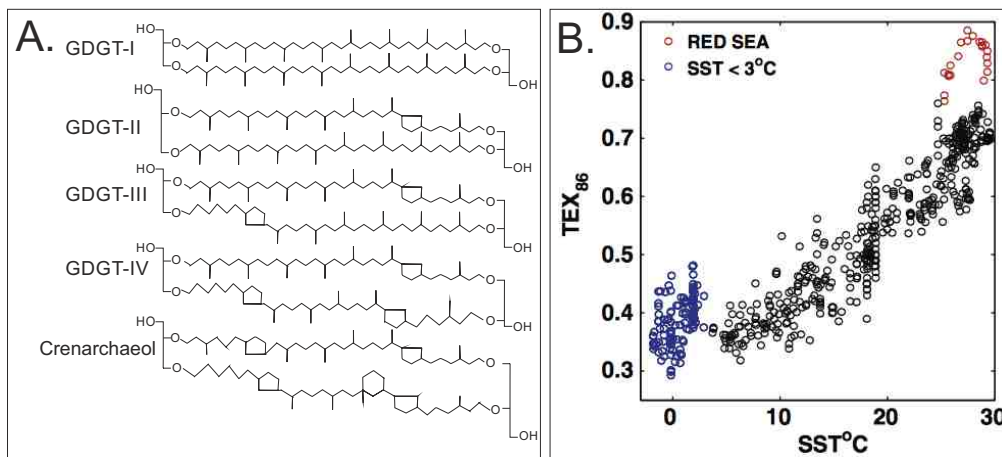 A.
HO
GDGT-I
O
O
O
O
OH
HO
GDGT-II
O
O
O
O
OH
HO
GDGT-III
O
O
O
O
OH
HO
GDGT-IV
O
O
O
O
OH
HO
Crenarchaeol
O
O
O
O
OH
B.
RED SEA
SST < 3°C
0.9
0.8
0.7
0.6
0.5
0.4
0.3
TEX86
0
10
20
30
SST°C